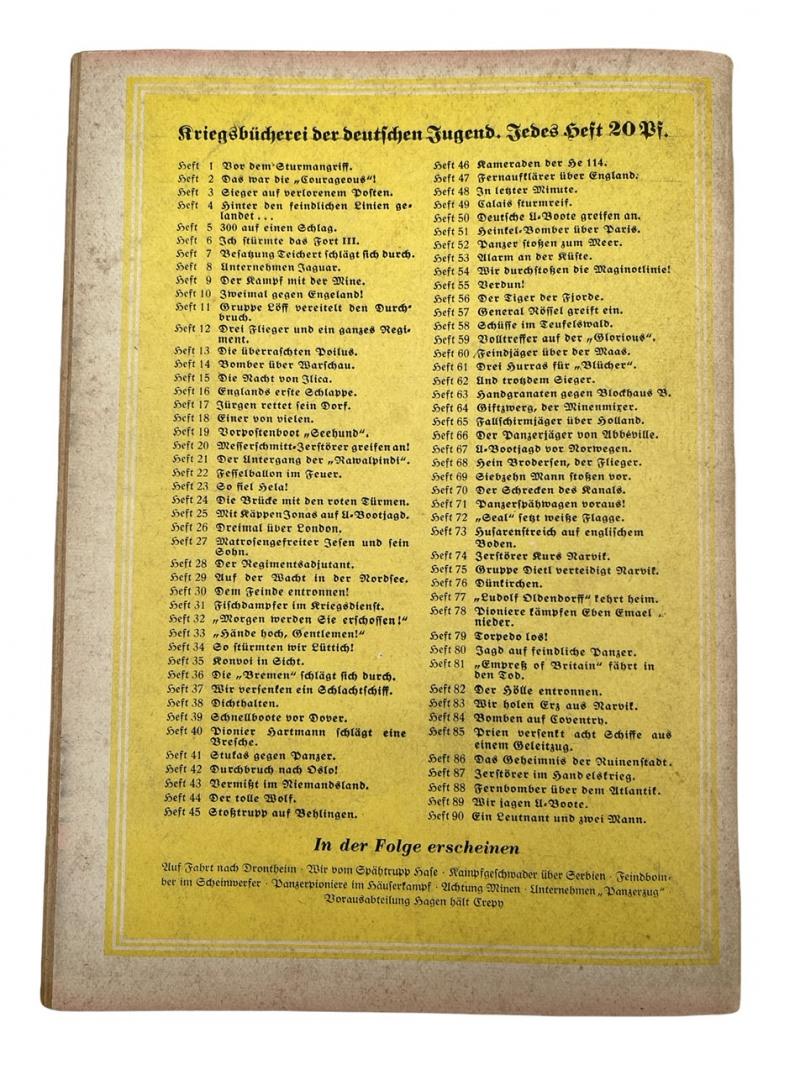 Kriegsbücherei der deutschen Jugend. Jedes Heft 20 Pf.
Heft 1 Vor dem Sturmangriff.
Heft 2 Das war die „Courageous“!
Heft 3 Sieger auf verlorenem Posten.
Heft 4 Hinter den feindlichen Linien ge-
landet ...
Heft 5 300 auf einen Schlag.
Heft 6 Ich stürmte das Fort III.
Heft 7 Besatzung Teichert schlägt sich durch.
Heft 8 Unternehmen Jaguar.
Heft 9 Der Kampf mit der Mine.
Heft 10 Zweimal gegen Engeland!
Heft 11 Gruppe Löff vereitelt den Durch-
bruch.
Heft 12 Drei Flieger und ein ganzes Regi-
ment.
Heft 13 Die überraschten Poilus.
Heft 14 Bomber über Warschau.
Heft 15 Die Nacht von Ilica.
Heft 16 Englands erste Schlappe.
Heft 17 Jürgen rettet sein Dorf.
Heft 18 Einer von vielen.
Heft 19 Vorpostenboot „Seehund“.
Heft 20 Messerschmitt-Zerstörer greifen an!
Heft 21 Der Untergang der „Rawalpindi“.
Heft 22 Fesselballon im Feuer.
Heft 23 So fiel Hela!
Heft 24 Die Brücke mit den roten Türmen.
Heft 25 Mit Käppen Jonas auf U-Bootjagd.
Heft 26 Dreimal über London.
Heft 27 Matrosengefreiter Jesen und sein
Sohn.
Heft 28 Der Regimentsadjutant.
Heft 29 Auf der Wacht in der Nordsee.
Heft 30 Dem Feinde entronnen!
Heft 31 Fischdampfer im Kriegsdienst.
Heft 32 „Morgen werden Sie erschossen!“
Heft 33 „Hände hoch, Gentlemen!“
Heft 34 So stürmten wir Lüttich!
Heft 35 Konvoi in Sicht.
Heft 36 Die „Bremen“ schlägt sich durch.
Heft 37 Wir versenken ein Schlachtschiff.
Heft 38 Dichthalten.
Heft 39 Schnellboote vor Dover.
Heft 40 Pionier Hartmann schlägt eine
Bresche.
Heft 41 Stukas gegen Panzer.
Heft 42 Durchbruch nach Oslo!
Heft 43 Vermißt im Niemandsland.
Heft 44 Der tolle Wolf.
Heft 45 Stoßtrupp auf Behlingen.
Heft 46 Kameraden der He 114.
Heft 47 Fernaufklärer über England.
Heft 48 In letzter Minute.
Heft 49 Calais sturmreif.
Heft 50 Deutsche U-Boote greifen an.
Heft 51 Heinkel-Bomber über Paris.
Heft 52 Panzer stoßen zum Meer.
Heft 53 Alarm an der Küste.
Heft 54 Wir durchstoßen die Maginotlinie!
Heft 55 Verdun!
Heft 56 Der Tiger der Fjorde.
Heft 57 General Rössel greift ein.
Heft 58 Schüsse im Teufelswald.
Heft 59 Volltreffer auf der „Glorious“.
Heft 60 Feindjäger über der Maas.
Heft 61 Drei Hurras für „Blücher“.
Heft 62 Und trotzdem Sieger.
Heft 63 Handgranaten gegen Blockhaus B.
Heft 64 Giftzwerg, der Minenmixer.
Heft 65 Fallschirmjäger über Holland.
Heft 66 Der Panzerjäger von Abbéville.
Heft 67 U-Bootjagd vor Norwegen.
Heft 68 Hein Brodersen, der Flieger.
Heft 69 Siebzehn Mann stoßen vor.
Heft 70 Der Schrecken des Kanals.
Heft 71 Panzerspähwagen voraus!
Heft 72 „Seal“ setzt weiße Flagge.
Heft 73 Husarenstreich auf englischem
Boden.
Heft 74 Zerstörer Kurs Narvik.
Heft 75 Gruppe Dietl verteidigt Narvik.
Heft 76 Dünkirchen.
Heft 77 „Ludolf Oldendorff“ kehrt heim.
Heft 78 Pioniere kämpfen Eben Emael
nieder.
Heft 79 Torpedo los!
Heft 80 Jagd auf feindliche Panzer.
Heft 81 „Empreß of Britain“ fährt in
den Tod.
Heft 82 Der Hölle entronnen.
Heft 83 Wir holen Erz aus Narvik.
Heft 84 Bomben auf Coventry.
Heft 85 Prien versenkt acht Schiffe aus
einem Geleitzug.
Heft 86 Das Geheimnis der Ruinenstadt.
Heft 87 Zerstörer im Handelskrieg.
Heft 88 Fernbomber über dem Atlantik.
Heft 89 Wir jagen U-Boote.
Heft 90 Ein Leutnant und zwei Mann.
In der Folge erscheinen
Auf Fahrt nach Drontheim · Wir vom Spähtrupp Hase · Kampfgeschwader über Serbien · Feindbom-
ber im Scheinwerfer · Panzerpioniere im Häuserkampf · Achtung Minen · Unternehmen „Panzerzug“
Vorausabteilung Hagen hält Crepy